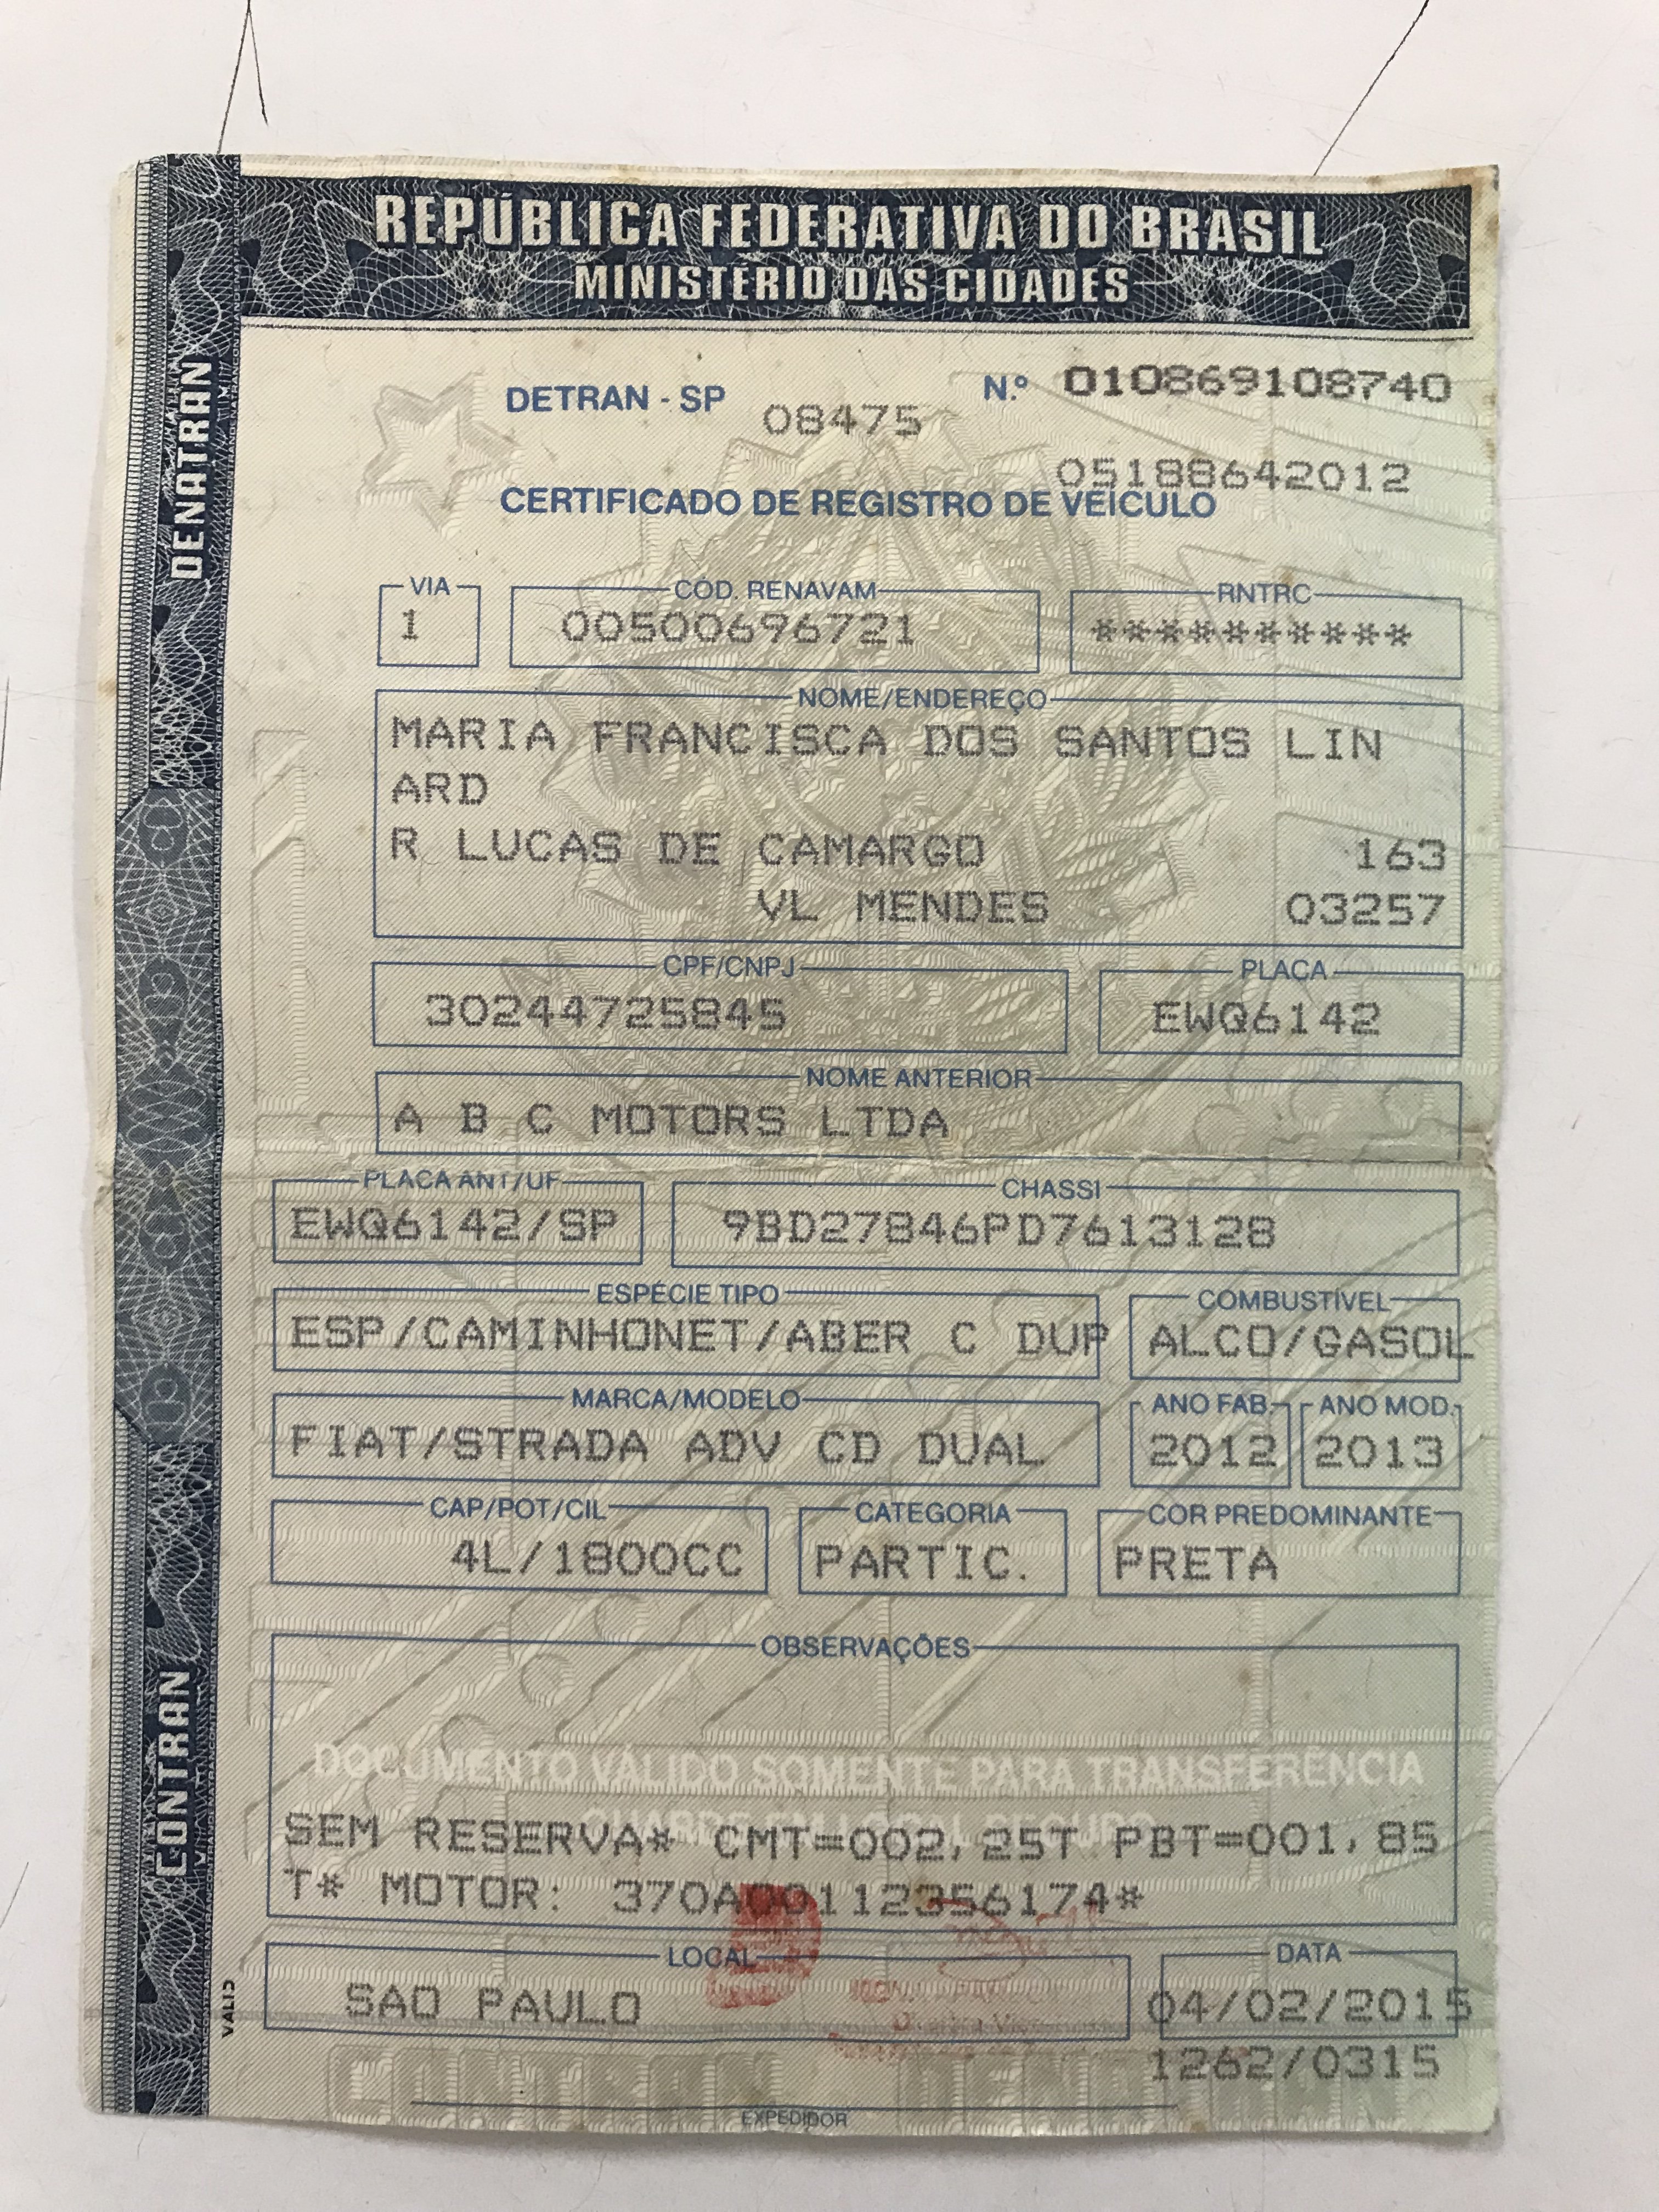 REPÚBLICA FEDERATIVA DO BRASIL
MINISTÉRIO DAS CIDADES
DENATRAN
CONTRAN
DETRAN - SP
08475
N.º 010869108740
05188642012
CERTIFICADO DE REGISTRO DE VEÍCULO
VIA
1
CÓD. RENAVAM
00500696721
RNTRC
**********
NOME/ENDEREÇO
MARIA FRANCISCA DOS SANTOS LIN
ARD
R LUCAS DE CAMARGO 163
VL MENDES 03257
CPF/CNPJ
30244725845
PLACA
EWQ6142
NOME ANTERIOR
A B C MOTORS LTDA
PLACA ANT/UF
EWQ6142/SP
CHASSI
9BD27846PD7613128
ESPÉCIE TIPO
ESP/CAMINHONET/ABER C DUP
COMBUSTÍVEL
ALCO/GASOL
MARCA/MODELO
FIAT/STRADA ADV CD DUAL
ANO FAB.
2012
ANO MOD.
2013
CAP/POT/CIL
4L/1800CC
CATEGORIA
PARTIC.
COR PREDOMINANTE
PRETA
OBSERVAÇÕES
DOCUMENTO VÁLIDO SOMENTE PARA TRANSFERÊNCIA
SEM RESERVA* CMT=002,25T PBT=001,85
T* MOTOR: 370A00112356174*
LOCAL
SAO PAULO
DATA
04/02/2015
1262/0315
CONTRAN DENATRAN
EXPEDIDOR